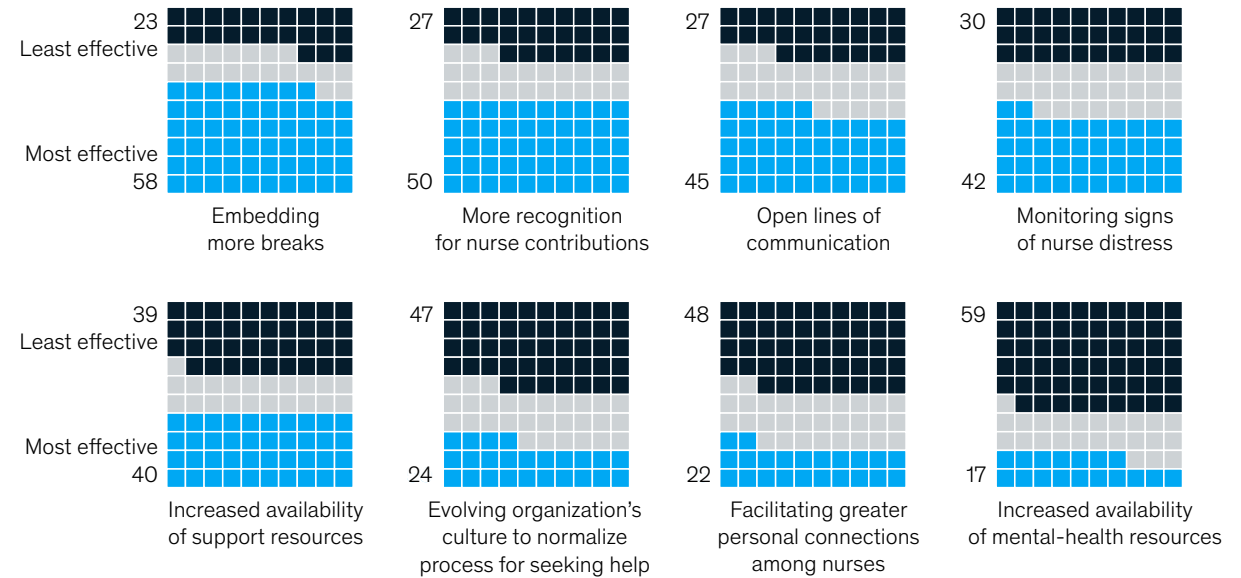 23
Least effective
Most effective
58
Embedding
more breaks
27
50
More recognition
for nurse contributions
27
45
Open lines of
communication
30
42
Monitoring signs
of nurse distress
39
Least effective
Most effective
40
Increased availability
of support resources
47
24
Evolving organization’s
culture to normalize
process for seeking help
48
22
Facilitating greater
personal connections
among nurses
59
17
Increased availability
of mental-health resources